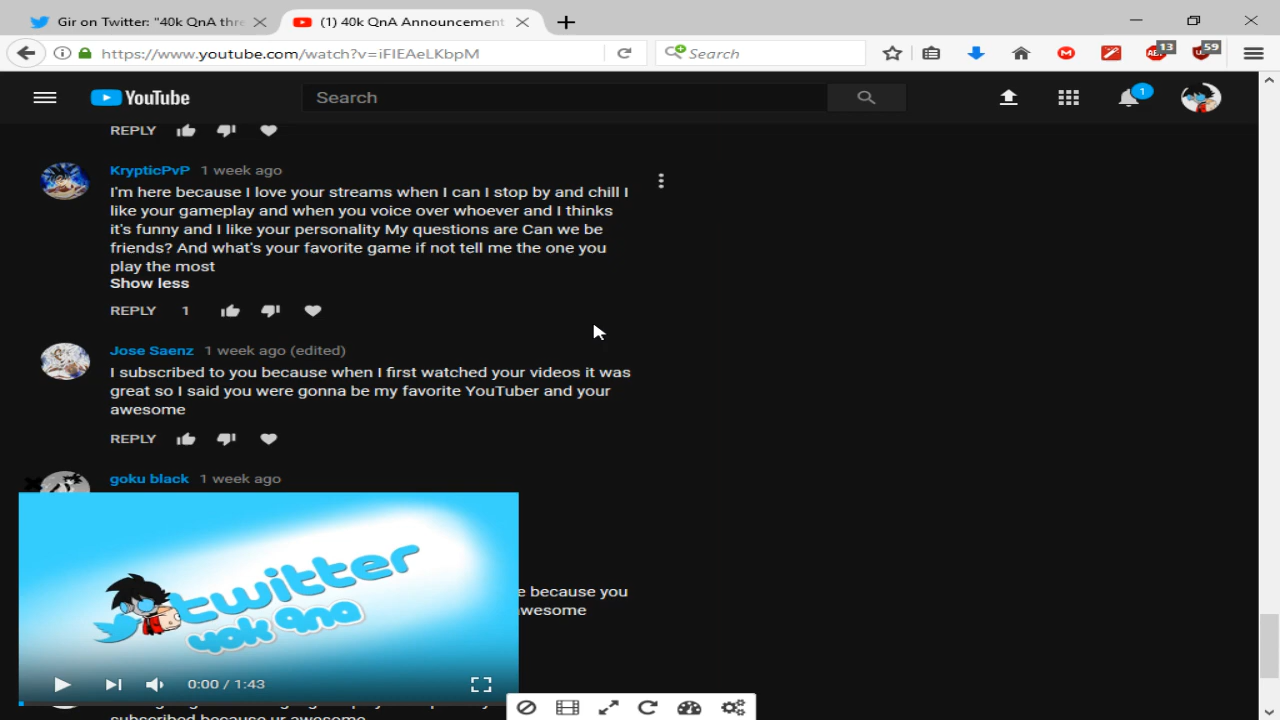 Gir on Twitter: "40k QnA thr
(1) 40k QnA Announcement
https://www.youtube.com/watch?v=iFIEAeLKbpM
Search
13
59
YouTube
Search
1
REPLY
KrypticPvP 1 week ago
I'm here because I love your streams when I can I stop by and chill I
like your gameplay and when you voice over whoever and I thinks
it's funny and I like your personality My questions are Can we be
friends? And what's your favorite game if not tell me the one you
play the most
Show less
REPLY 1
Jose Saenz 1 week ago (edited)
I subscribed to you because when I first watched your videos it was
great so I said you were gonna be my favorite YouTuber and your
awesome
REPLY
goku black 1 week ago
twitter
40k qna
e because you
wesome
0:00 / 1:43
subscribed because ur awesome